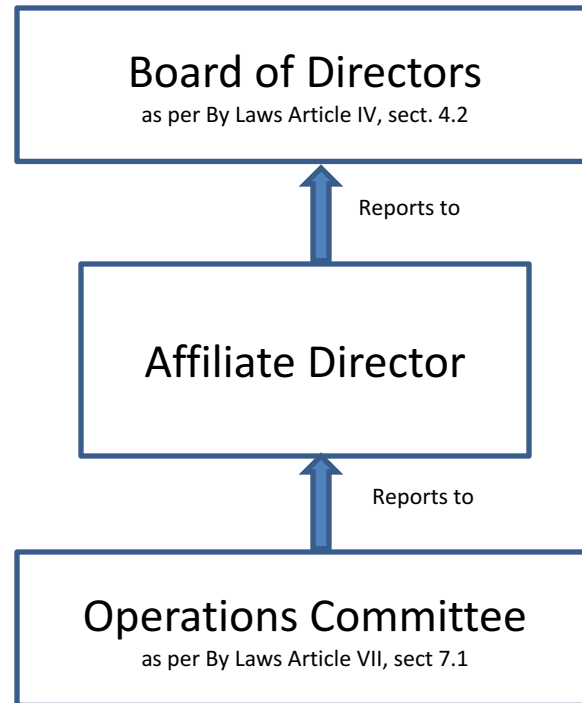 Board of Directors
as per By Laws Article IV, sect. 4.2
Reports to
Affiliate Director
Reports to
Operations Committee
as per By Laws Article VII, sect 7.1